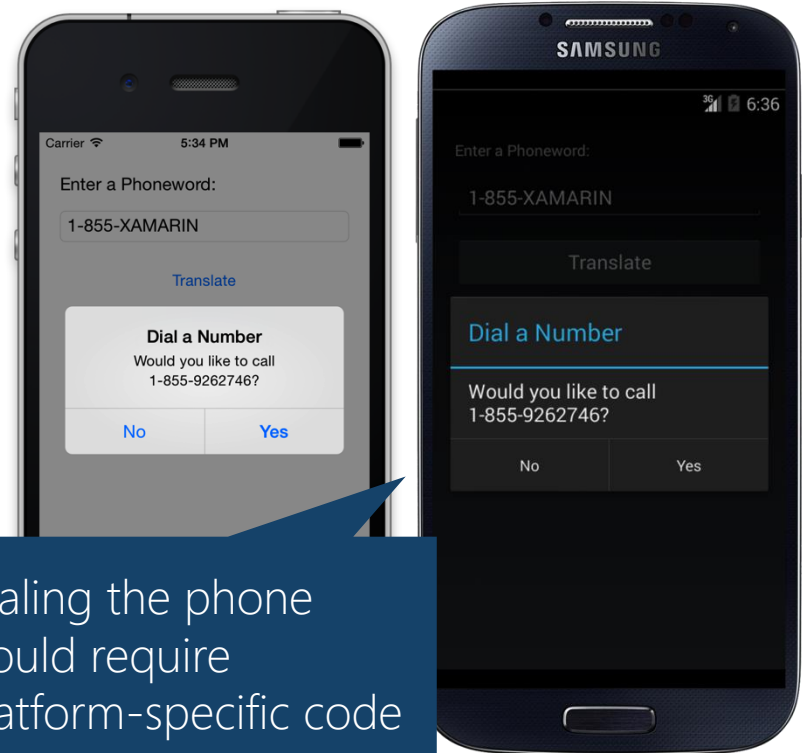 Carrier 5:34 PM
Enter a Phoneword:
1-855-XAMARIN
Translate
Dial a Number
Would you like to call
1-855-9262746?
No Yes
SAMSUNG
3G 6:36
Enter a Phoneword:
1-855-XAMARIN
Translate
Dial a Number
Would you like to call
1-855-9262746?
No Yes
aling the phone
ould require
atform-specific code